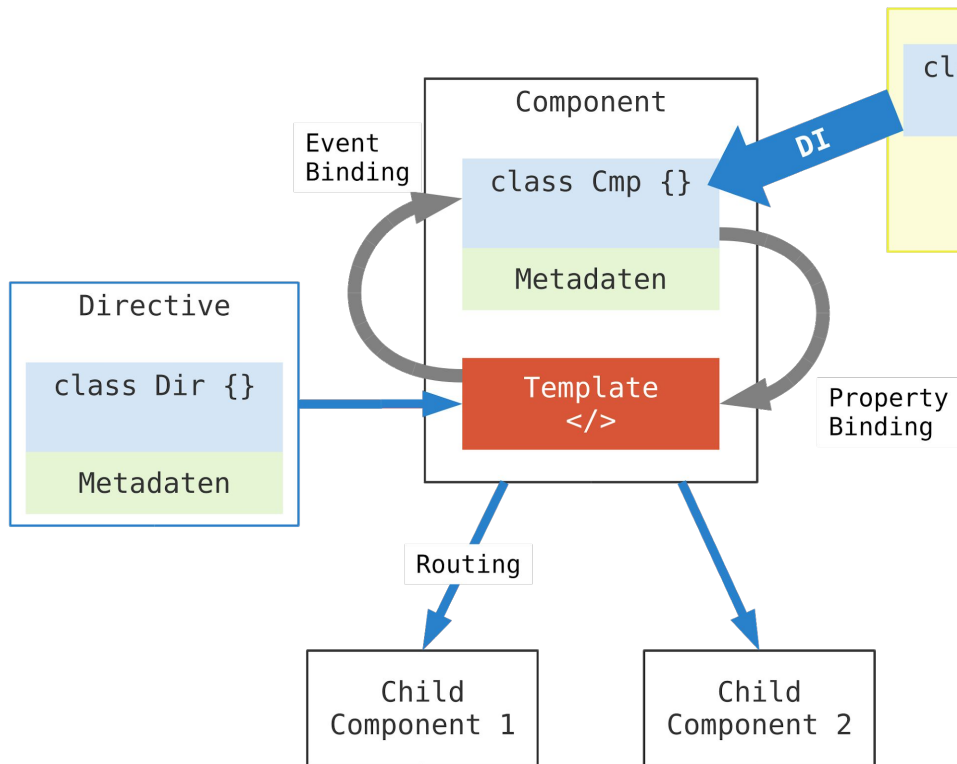 Component
cl
DI
Event
Binding
class Cmp {}
Metadaten
Directive
class Dir {}
Metadaten
Template
</>
Property
Binding
Routing
Child
Component 1
Child
Component 2